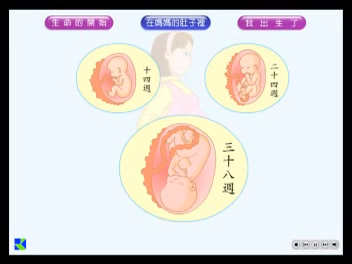 生命的開始
在媽媽的肚子裡
我出生了
十四週
二十四週
三十八週